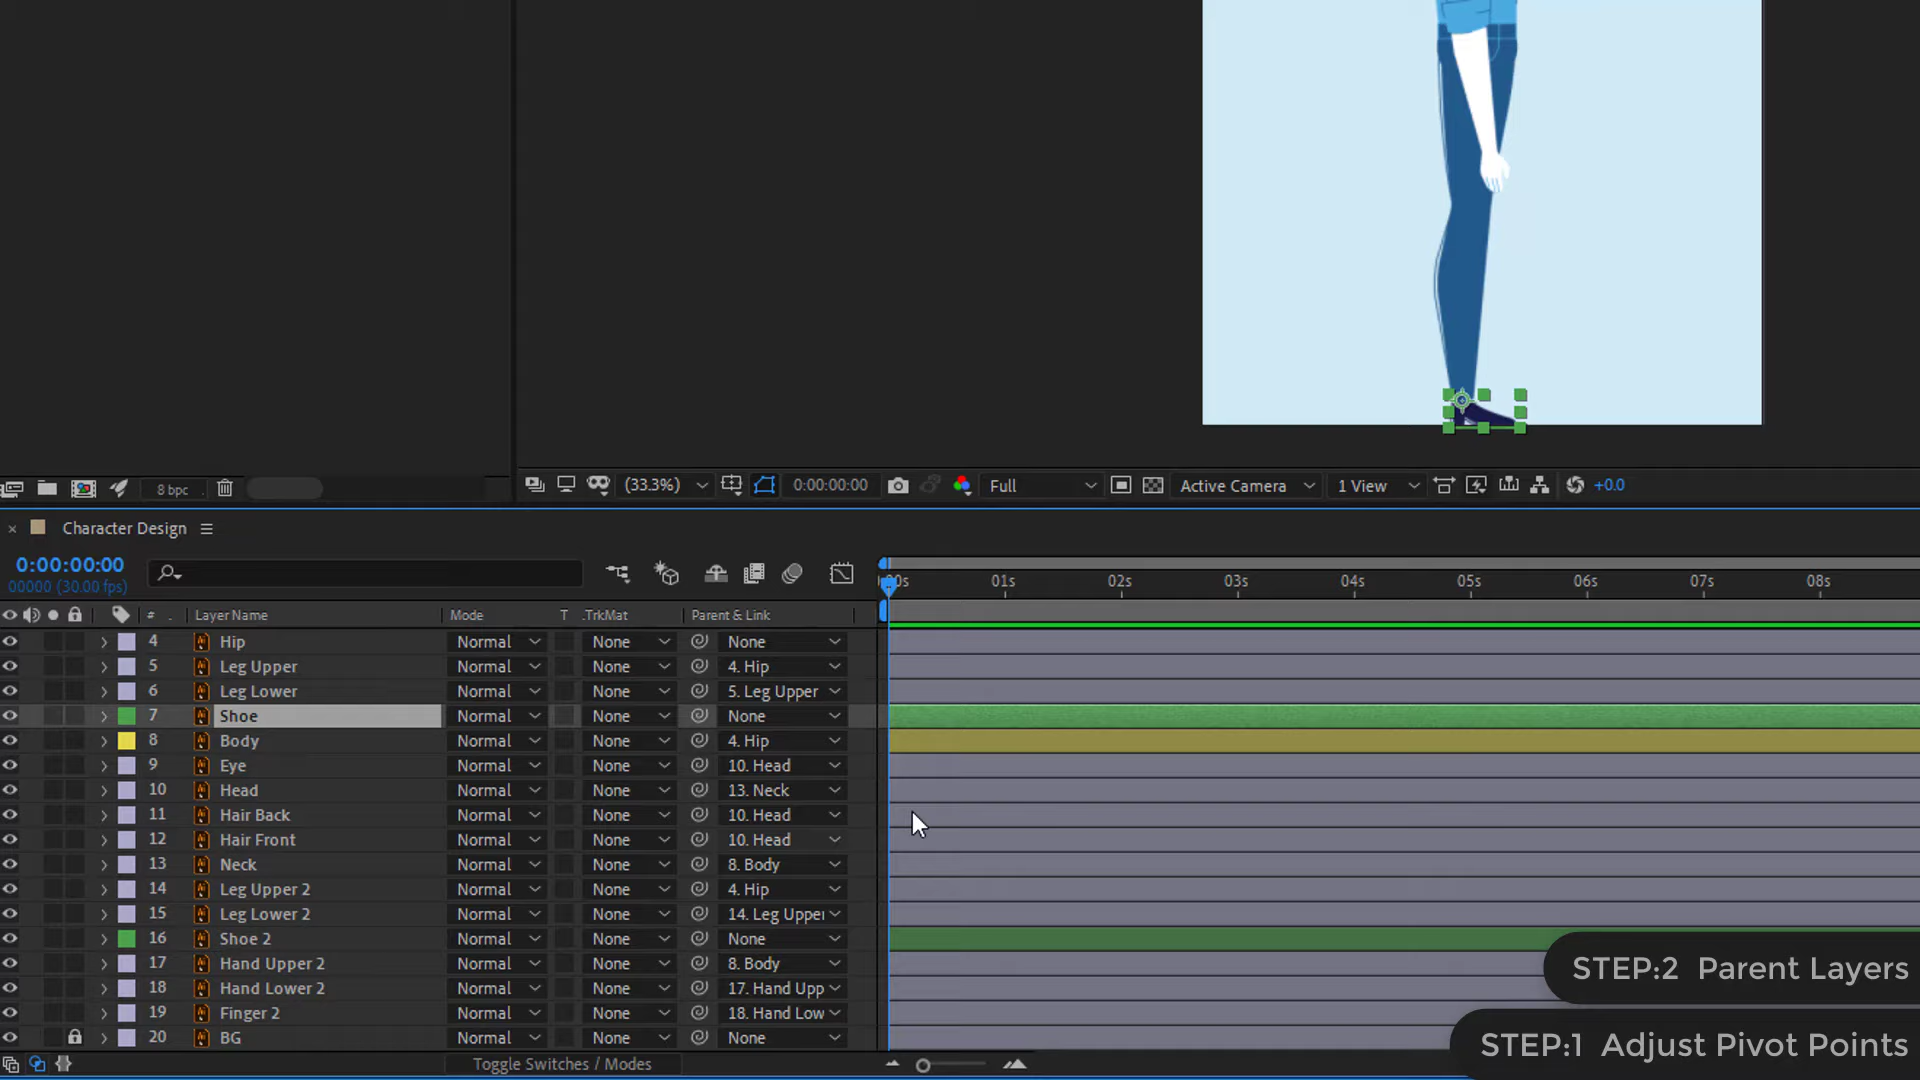 8 bpc
(33.3%)
0:00:00:00
Full
Active Camera
1 View
+0.0
× Character Design
0:00:00:00
00000 (30.00 fps)
:00s 01s 02s 03s 04s 05s 06s 07s 08s
# . Layer Name Mode T .TrkMat Parent & Link
4 Hip Normal None None
5 Leg Upper Normal None 4. Hip
6 Leg Lower Normal None 5. Leg Upper
7 Shoe Normal None None
8 Body Normal None 4. Hip
9 Eye Normal None 10. Head
10 Head Normal None 13. Neck
11 Hair Back Normal None 10. Head
12 Hair Front Normal None 10. Head
13 Neck Normal None 8. Body
14 Leg Upper 2 Normal None 4. Hip
15 Leg Lower 2 Normal None 14. Leg Upper
16 Shoe 2 Normal None None
17 Hand Upper 2 Normal None 8. Body
18 Hand Lower 2 Normal None 17. Hand Upp
19 Finger 2 Normal None 18. Hand Low
20 BG Normal None None
Toggle Switches / Modes
STEP:2 Parent Layers
STEP:1 Adjust Pivot Points